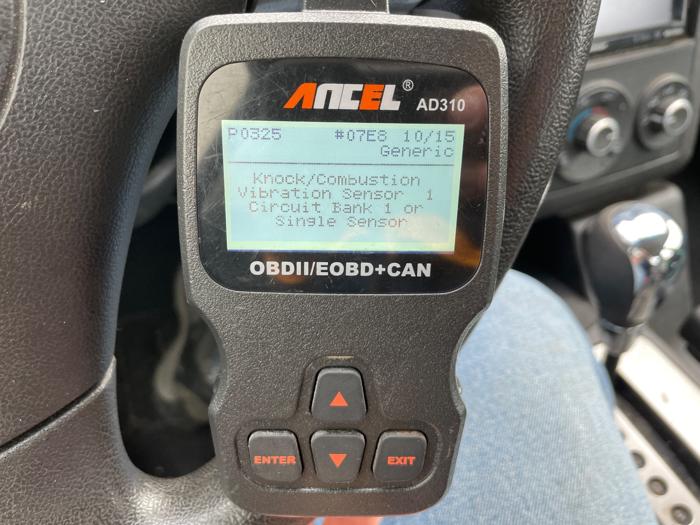 ANCEL® AD310
P0325 #07E8 10/15
Generic
Knock/Combustion
Vibration Sensor 1
Circuit Bank 1 or
Single Sensor
OBDII/EOBD+CAN
ENTER EXIT